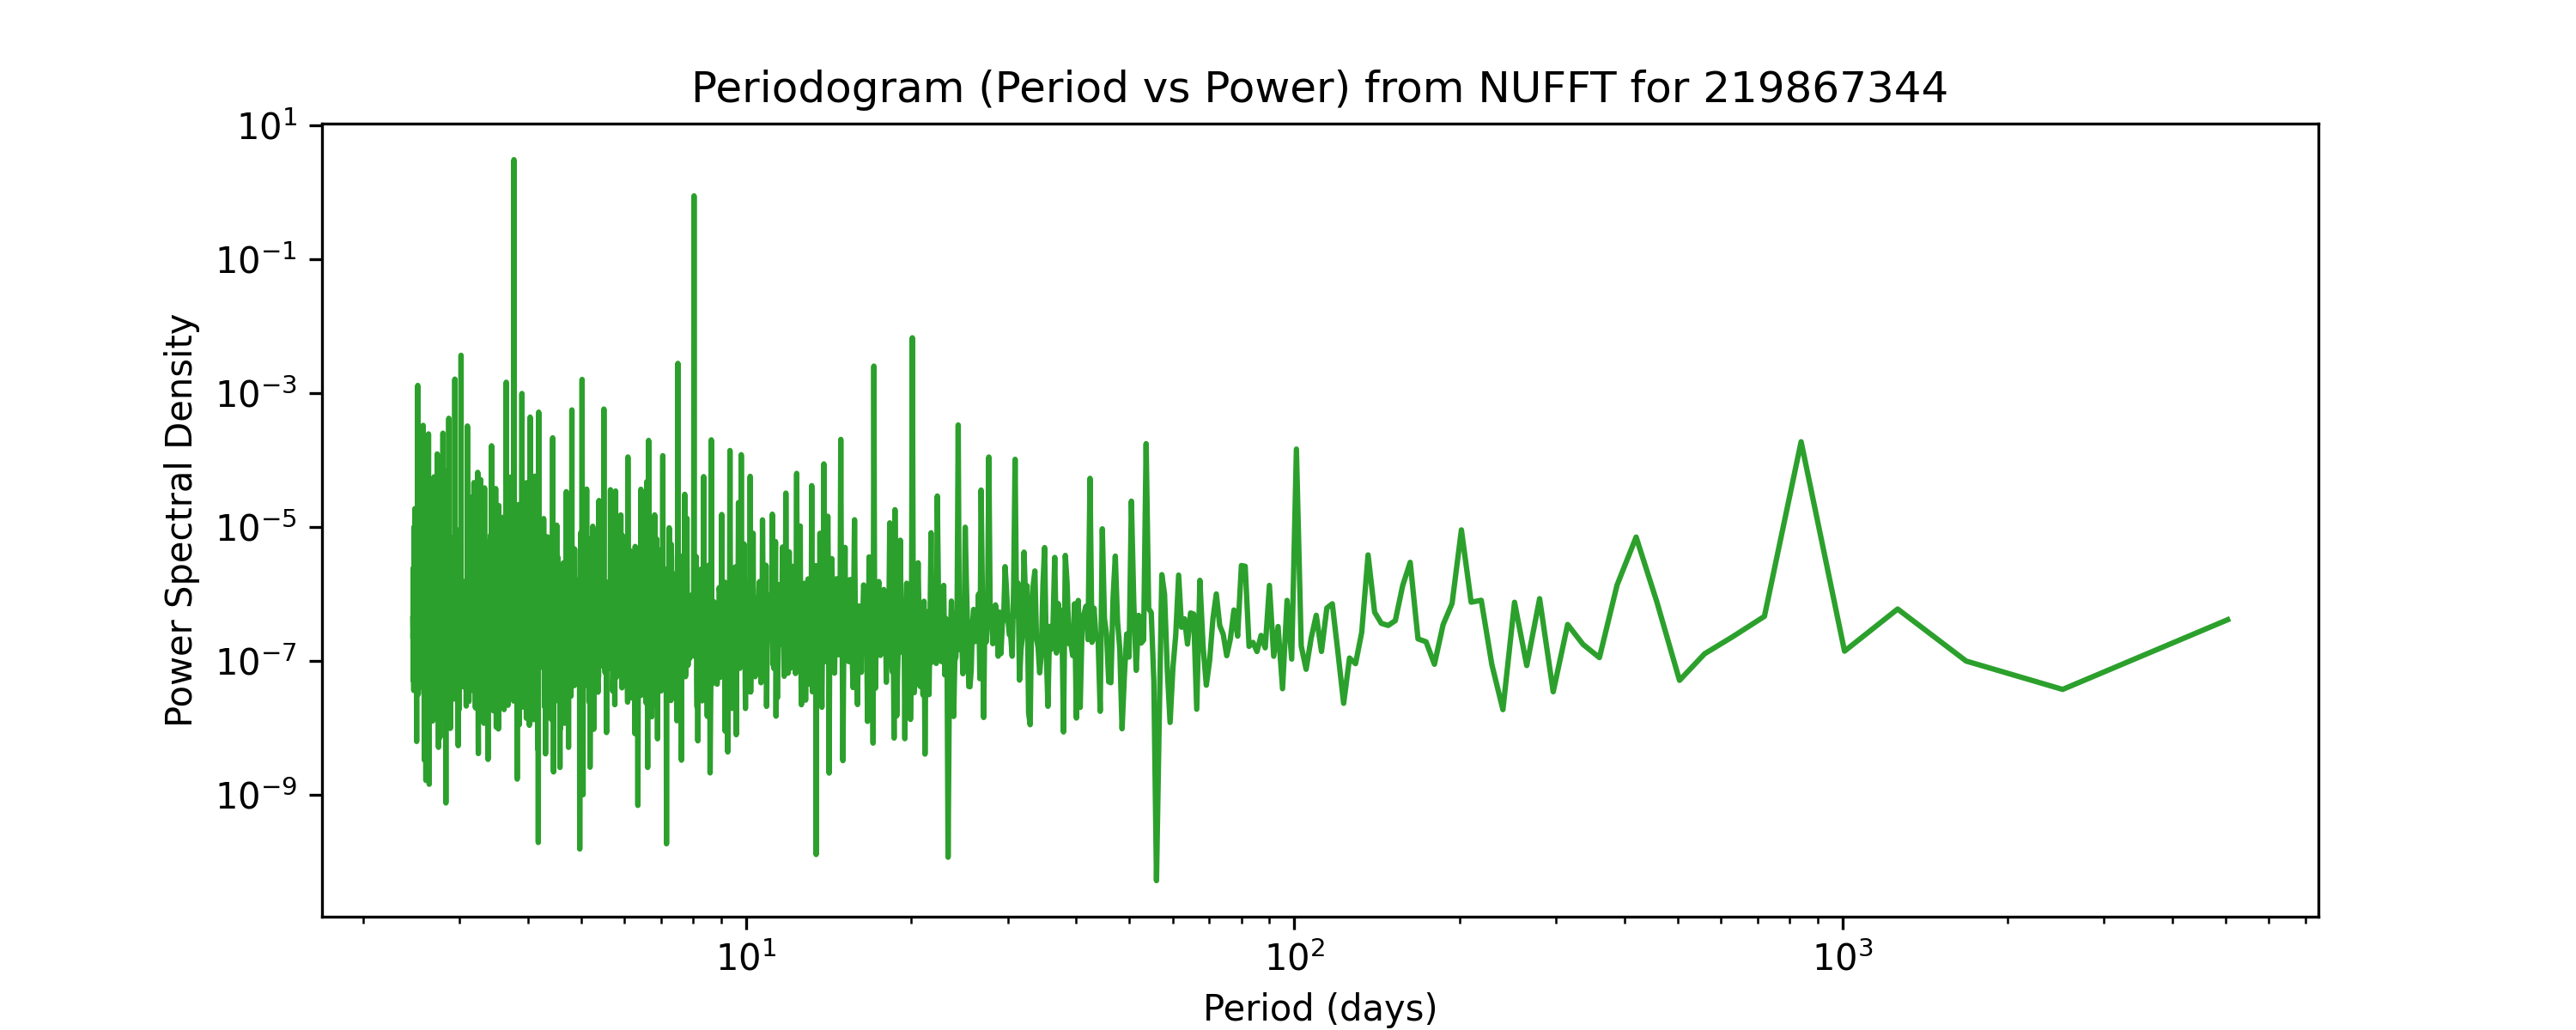 Periodogram (Period vs Power) from NUFFT for 219867344
10¹
10⁻¹
10⁻³
10⁻⁵
10⁻⁷
10⁻⁹
Power Spectral Density
10¹ 10² 10³
Period (days)